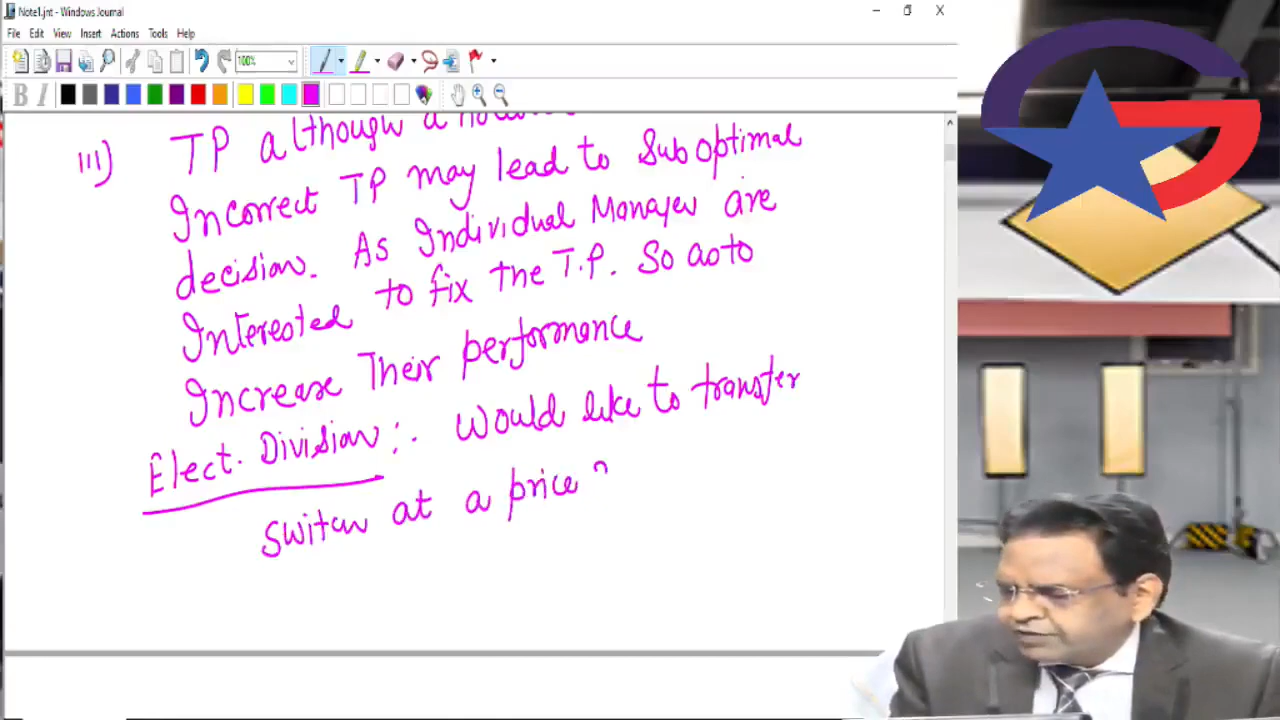 Note1.jnt - Windows Journal
File Edit View Insert Actions Tools Help
100%
B I
III) TP although a
Incorrect TP may lead to Sub optimal
decision. As Individual Manager are
Interested to fix the T.P. So as to
Increase Their performance
Elect. Division :. Would like to transfer
Switch at a price